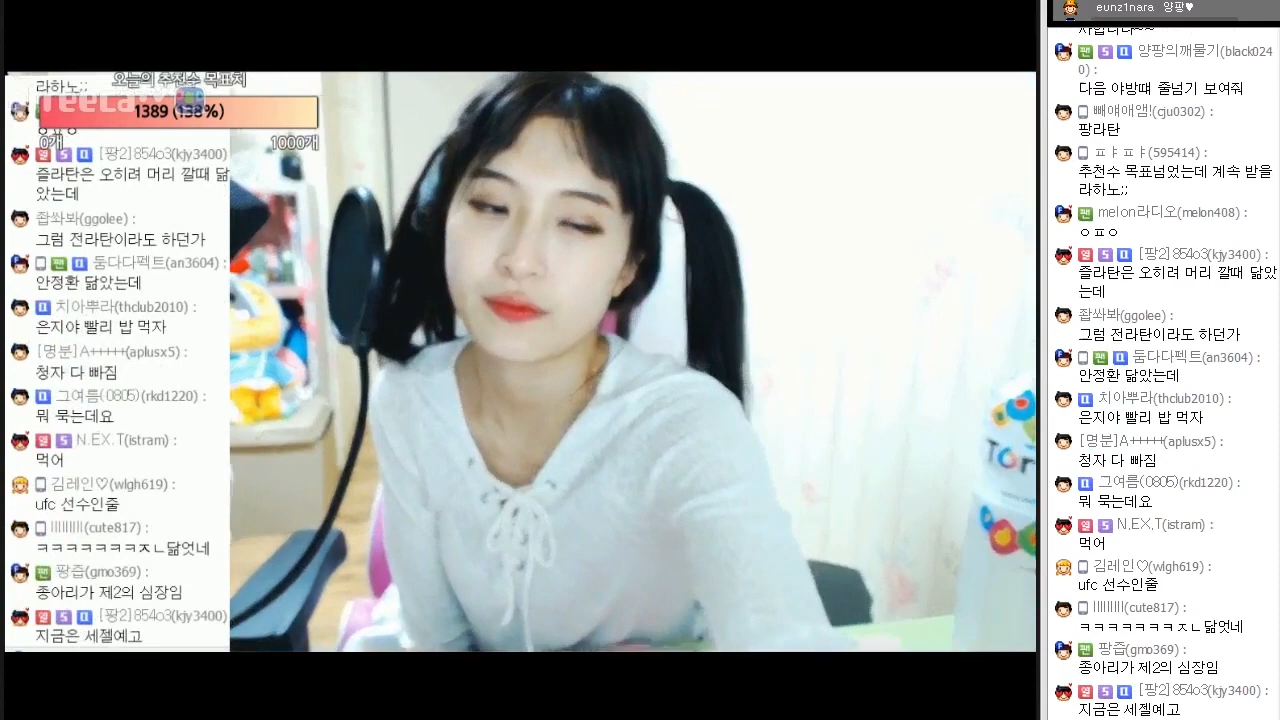 라하노;;
오늘의 추천수 목표치
1389 (138%)
0개
1000개
ㅇㅍㅇ
[팡2]854o3(kjy3400)
즐라탄은 오히려 머리 깔때 닮
았는데
좝쏴봐(ggolee) :
그럼 전라탄이라도 하던가
둠다다펙트(an3604) :
안정환 닮았는데
치아뿌라(thclub2010) :
은지야 빨리 밥 먹자
[명분]A+++++(aplusx5) :
청자 다 빠짐
그여름(0805)(rkd1220) :
뭐 묵는데요
N.EX.T(istram) :
먹어
김레인♡(wlgh619) :
ufc 선수인줄
llllllllll(cute817) :
ㅋㅋㅋㅋㅋㅋㅋㅈㄴ닮엇네
팡즙(gmo369) :
종아리가 제2의 심장임
[팡2]854o3(kjy3400)
지금은 세젤예고
TOP
eunz1nara 양팡♥
양팡의깨물기(black024
0) :
다음 야방때 줄넘기 보여줘
빼얘애앰!(cju0302) :
팡라탄
ㅍㅑㅍㅑ(595414) :
추천수 목표넘었는데 계속 받을
라하노;;
melon라디오(melon408) :
ㅇㅍㅇ
[팡2]854o3(kjy3400) :
즐라탄은 오히려 머리 깔때 닮았
는데
좝쏴봐(ggolee) :
그럼 전라탄이라도 하던가
둠다다펙트(an3604) :
안정환 닮았는데
치아뿌라(thclub2010) :
은지야 빨리 밥 먹자
[명분]A+++++(aplusx5) :
청자 다 빠짐
그여름(0805)(rkd1220) :
뭐 묵는데요
N.EX.T(istram) :
먹어
김레인♡(wlgh619) :
ufc 선수인줄
llllllllll(cute817) :
ㅋㅋㅋㅋㅋㅋㅋㅈㄴ닮엇네
팡즙(gmo369) :
종아리가 제2의 심장임
[팡2]854o3(kjy3400) :
지금은 세젤예고